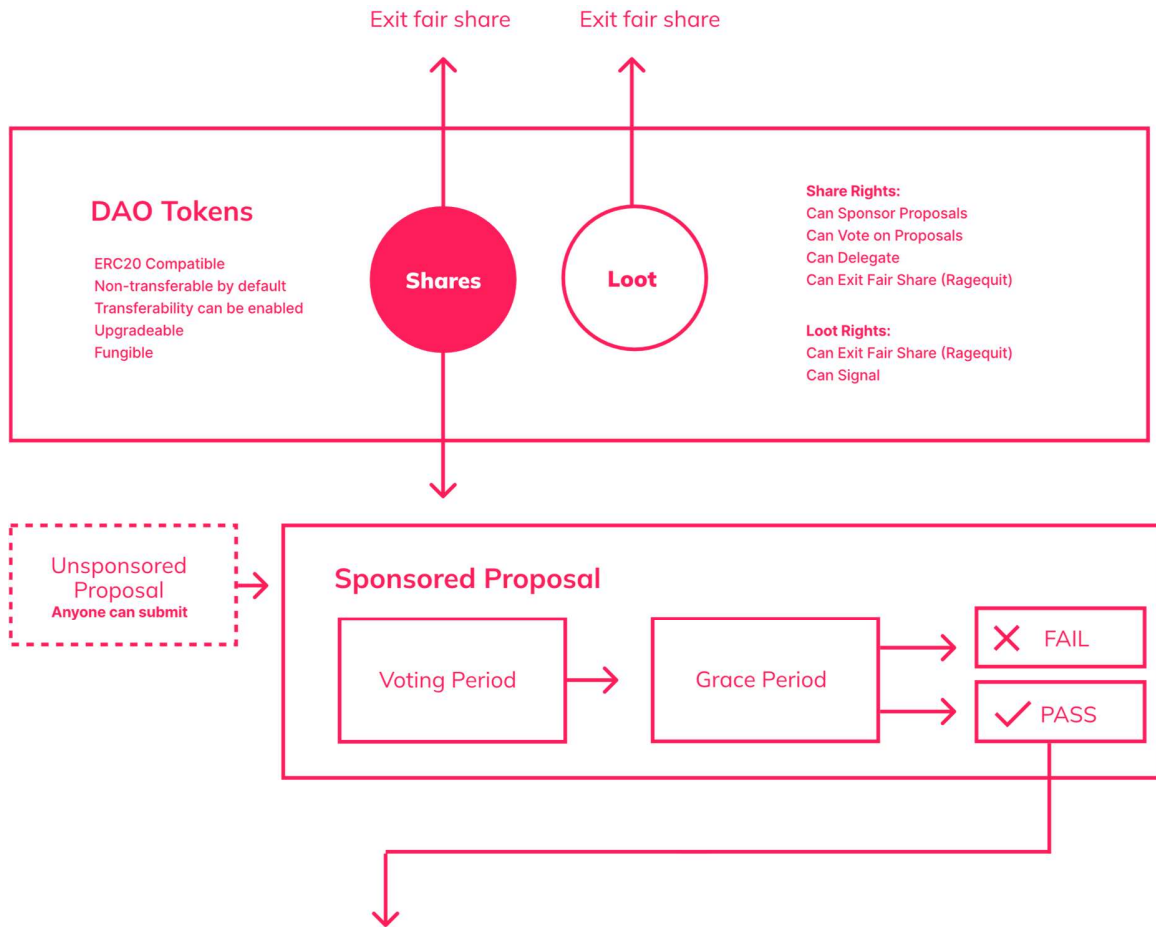 Exit fair share
Exit fair share
DAO Tokens
ERC20 Compatible
Non-transferable by default
Transferability can be enabled
Upgradeable
Fungible
Shares
Loot
Share Rights:
Can Sponsor Proposals
Can Vote on Proposals
Can Delegate
Can Exit Fair Share (Ragequit)
Loot Rights:
Can Exit Fair Share (Ragequit)
Can Signal
Unsponsored
Proposal
Anyone can submit
Sponsored Proposal
Voting Period
Grace Period
FAIL
PASS